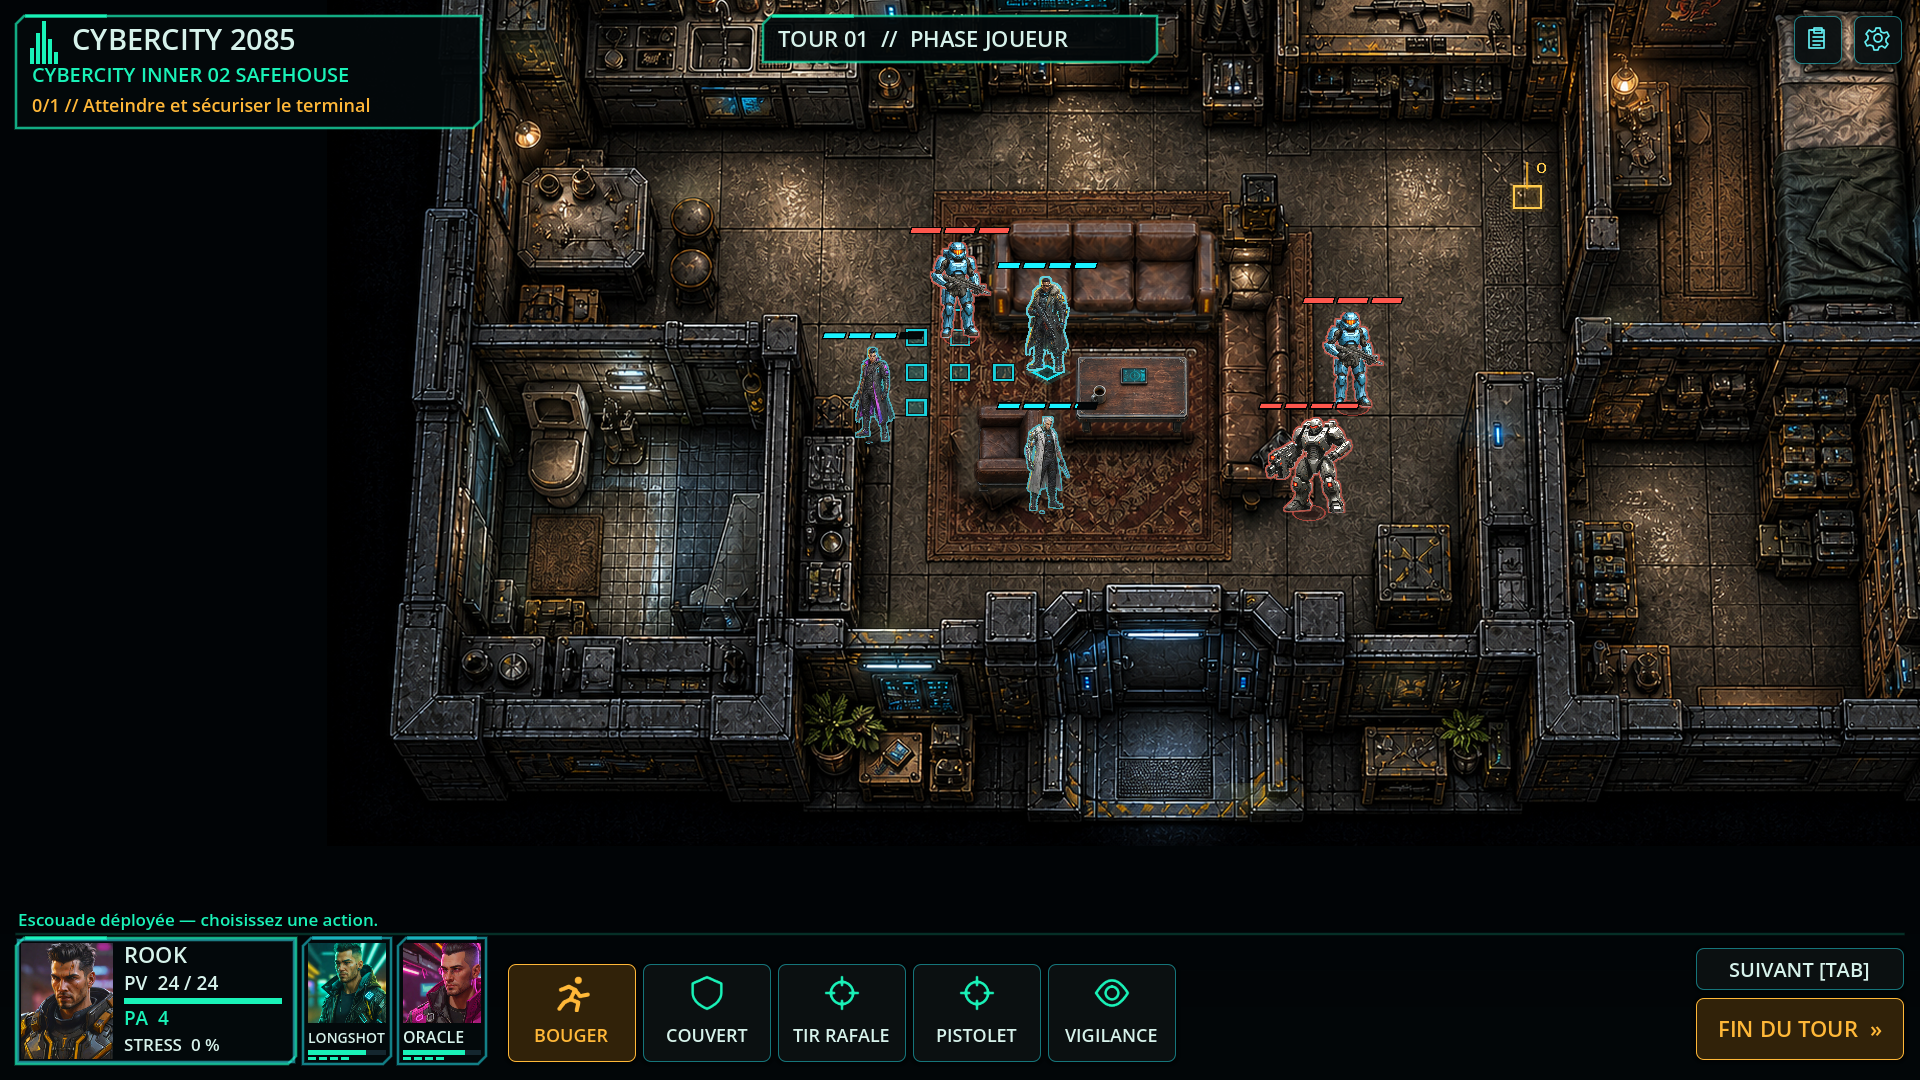 CYBERCITY 2085
CYBERCITY INNER 02 SAFEHOUSE
0/1 // Atteindre et sécuriser le terminal
TOUR 01 // PHASE JOUEUR
O
Escouade déployée — choisissez une action.
ROOK
PV 24 / 24
PA 4
STRESS 0 %
LONGSHOT
ORACLE
BOUGER
COUVERT
TIR RAFALE
PISTOLET
VIGILANCE
SUIVANT [TAB]
FIN DU TOUR »